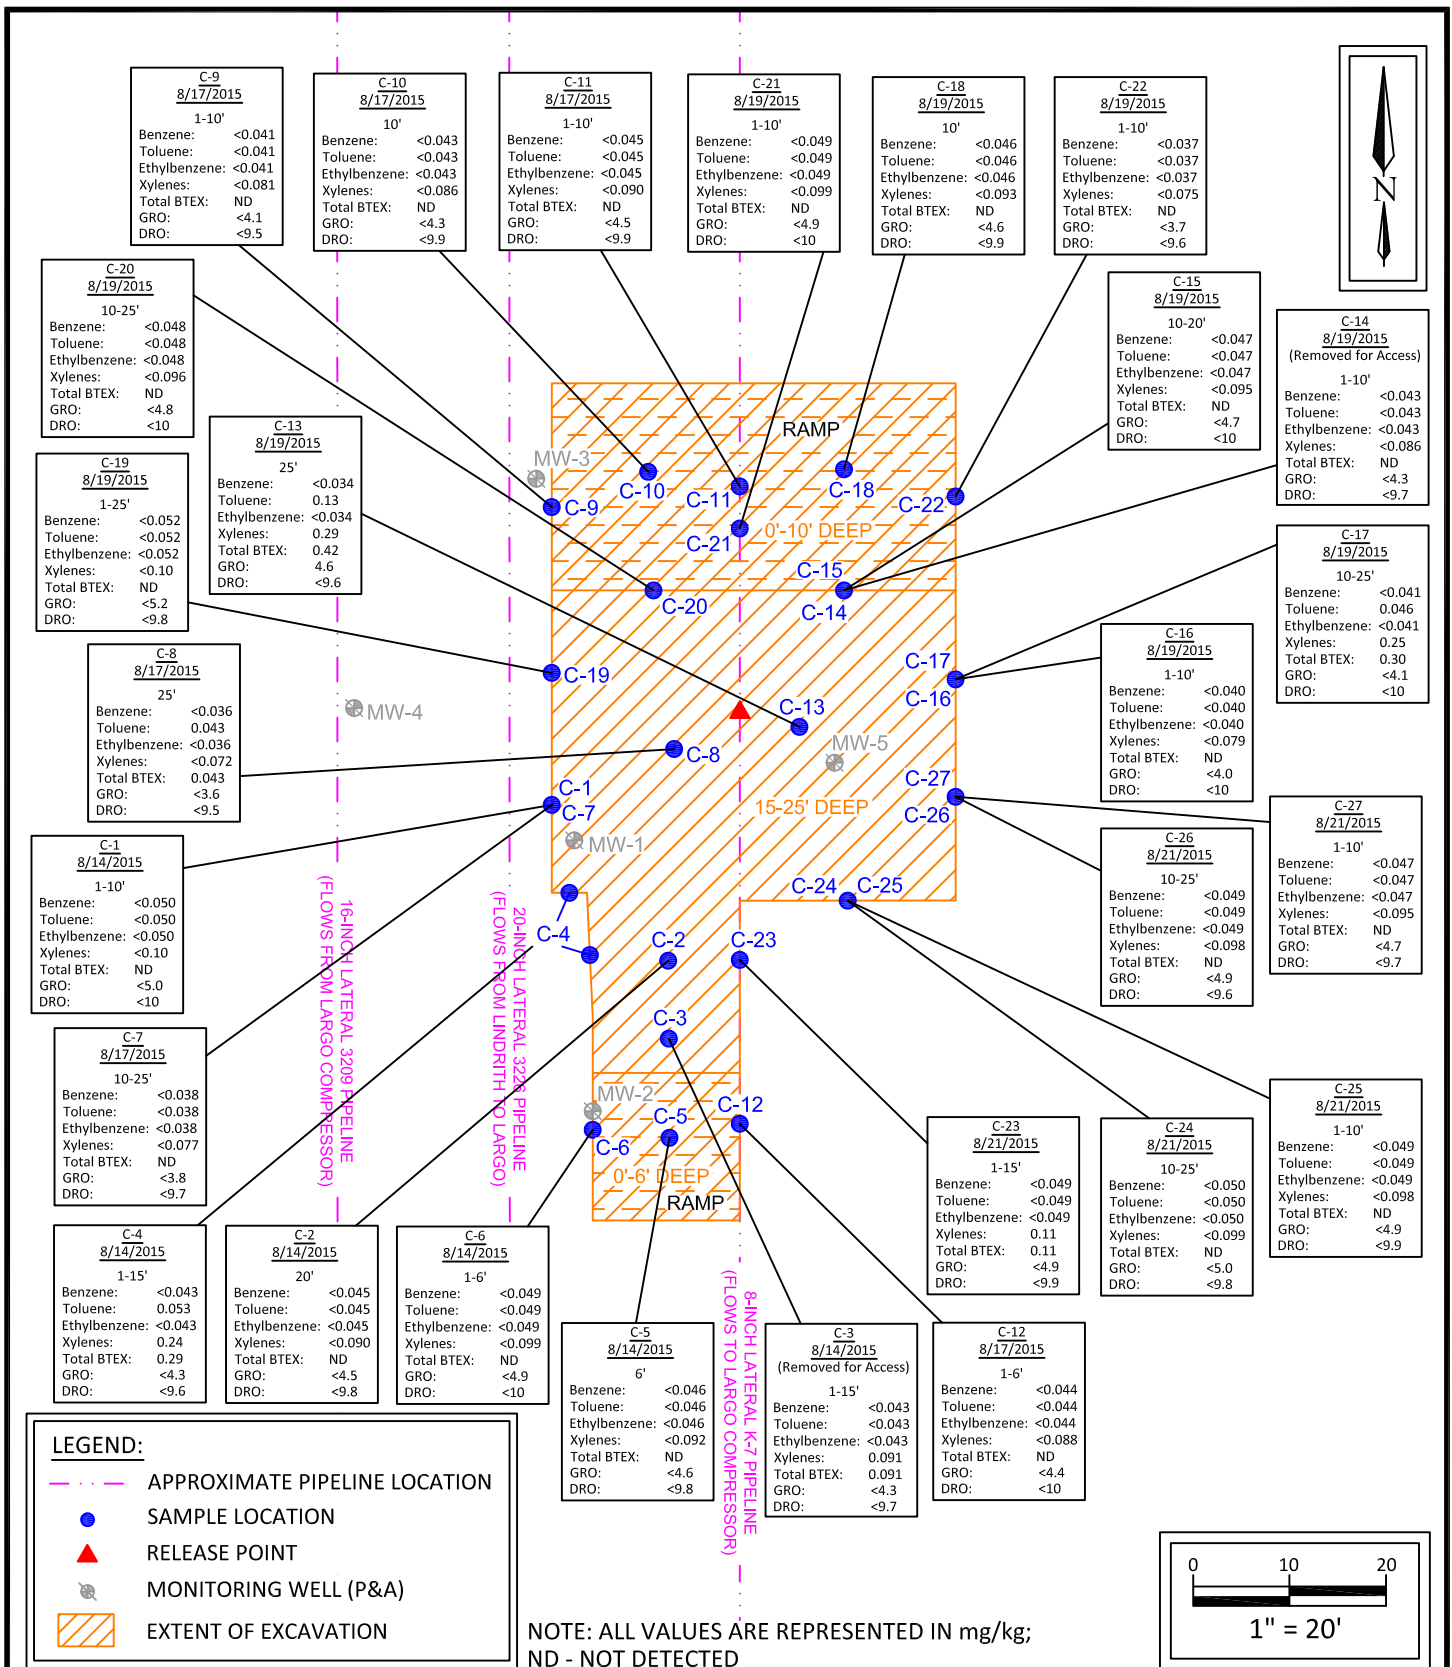 C-9
8/17/2015
1-10'
Benzene: <0.041
Toluene: <0.041
Ethylbenzene: <0.041
Xylenes: <0.081
Total BTEX: ND
GRO: <4.1
DRO: <9.5
C-10
8/17/2015
10'
Benzene: <0.043
Toluene: <0.043
Ethylbenzene: <0.043
Xylenes: <0.086
Total BTEX: ND
GRO: <4.3
DRO: <9.9
C-11
8/17/2015
1-10'
Benzene: <0.045
Toluene: <0.045
Ethylbenzene: <0.045
Xylenes: <0.090
Total BTEX: ND
GRO: <4.5
DRO: <9.9
C-21
8/19/2015
1-10'
Benzene: <0.049
Toluene: <0.049
Ethylbenzene: <0.049
Xylenes: <0.099
Total BTEX: ND
GRO: <4.9
DRO: <10
C-18
8/19/2015
10'
Benzene: <0.046
Toluene: <0.046
Ethylbenzene: <0.046
Xylenes: <0.093
Total BTEX: ND
GRO: <4.6
DRO: <9.9
C-22
8/19/2015
1-10'
Benzene: <0.037
Toluene: <0.037
Ethylbenzene: <0.037
Xylenes: <0.075
Total BTEX: ND
GRO: <3.7
DRO: <9.6
N
C-20
8/19/2015
10-25'
Benzene: <0.048
Toluene: <0.048
Ethylbenzene: <0.048
Xylenes: <0.096
Total BTEX: ND
GRO: <4.8
DRO: <10
C-15
8/19/2015
10-20'
Benzene: <0.047
Toluene: <0.047
Ethylbenzene: <0.047
Xylenes: <0.095
Total BTEX: ND
GRO: <4.7
DRO: <10
C-14
8/19/2015
(Removed for Access)
1-10'
Benzene: <0.043
Toluene: <0.043
Ethylbenzene: <0.043
Xylenes: <0.086
Total BTEX: ND
GRO: <4.3
DRO: <9.7
C-13
8/19/2015
25'
Benzene: <0.034
Toluene: 0.13
Ethylbenzene: <0.034
Xylenes: 0.29
Total BTEX: 0.42
GRO: 4.6
DRO: <9.6
C-19
8/19/2015
1-25'
Benzene: <0.052
Toluene: <0.052
Ethylbenzene: <0.052
Xylenes: <0.10
Total BTEX: ND
GRO: <5.2
DRO: <9.8
C-17
8/19/2015
10-25'
Benzene: <0.041
Toluene: 0.046
Ethylbenzene: <0.041
Xylenes: 0.25
Total BTEX: 0.30
GRO: <4.1
DRO: <10
C-8
8/17/2015
25'
Benzene: <0.036
Toluene: 0.043
Ethylbenzene: <0.036
Xylenes: <0.072
Total BTEX: 0.043
GRO: <3.6
DRO: <9.5
C-16
8/19/2015
1-10'
Benzene: <0.040
Toluene: <0.040
Ethylbenzene: <0.040
Xylenes: <0.079
Total BTEX: ND
GRO: <4.0
DRO: <10
C-27
8/21/2015
1-10'
Benzene: <0.047
Toluene: <0.047
Ethylbenzene: <0.047
Xylenes: <0.095
Total BTEX: ND
GRO: <4.7
DRO: <9.7
C-1
8/14/2015
1-10'
Benzene: <0.050
Toluene: <0.050
Ethylbenzene: <0.050
Xylenes: <0.10
Total BTEX: ND
GRO: <5.0
DRO: <10
C-26
8/21/2015
10-25'
Benzene: <0.049
Toluene: <0.049
Ethylbenzene: <0.049
Xylenes: <0.098
Total BTEX: ND
GRO: <4.9
DRO: <9.6
C-7
8/17/2015
10-25'
Benzene: <0.038
Toluene: <0.038
Ethylbenzene: <0.038
Xylenes: <0.077
Total BTEX: ND
GRO: <3.8
DRO: <9.7
C-25
8/21/2015
1-10'
Benzene: <0.049
Toluene: <0.049
Ethylbenzene: <0.049
Xylenes: <0.098
Total BTEX: ND
GRO: <4.9
DRO: <9.9
C-23
8/21/2015
1-15'
Benzene: <0.049
Toluene: <0.049
Ethylbenzene: <0.049
Xylenes: 0.11
Total BTEX: 0.11
GRO: <4.9
DRO: <9.9
C-24
8/21/2015
10-25'
Benzene: <0.050
Toluene: <0.050
Ethylbenzene: <0.050
Xylenes: <0.099
Total BTEX: ND
GRO: <5.0
DRO: <9.8
C-4
8/14/2015
1-15'
Benzene: <0.043
Toluene: 0.053
Ethylbenzene: <0.043
Xylenes: 0.24
Total BTEX: 0.29
GRO: <4.3
DRO: <9.6
C-2
8/14/2015
20'
Benzene: <0.045
Toluene: <0.045
Ethylbenzene: <0.045
Xylenes: <0.090
Total BTEX: ND
GRO: <4.5
DRO: <9.8
C-6
8/14/2015
1-6'
Benzene: <0.049
Toluene: <0.049
Ethylbenzene: <0.049
Xylenes: <0.099
Total BTEX: ND
GRO: <4.9
DRO: <10
C-5
8/14/2015
6'
Benzene: <0.046
Toluene: <0.046
Ethylbenzene: <0.046
Xylenes: <0.092
Total BTEX: ND
GRO: <4.6
DRO: <9.8
C-3
8/14/2015
(Removed for Access)
1-15'
Benzene: <0.043
Toluene: <0.043
Ethylbenzene: <0.043
Xylenes: 0.091
Total BTEX: 0.091
GRO: <4.3
DRO: <9.7
C-12
8/17/2015
1-6'
Benzene: <0.044
Toluene: <0.044
Ethylbenzene: <0.044
Xylenes: <0.088
Total BTEX: ND
GRO: <4.4
DRO: <10
RAMP
MW-3
C-10
C-11
C-18
C-9
C-22
C-21
0'-10' DEEP
C-15
C-20
C-14
C-19
C-17
C-16
MW-4
C-13
C-8
MW-5
C-1
C-7
15-25' DEEP
C-27
C-26
MW-1
C-24
C-25
C-4
C-2
C-23
C-3
MW-2
C-5
C-12
C-6
0'-6' DEEP
RAMP
16-INCH LATERAL 3209 PIPELINE
(FLOWS FROM LARGO COMPRESSOR)
20-INCH LATERAL 3226 PIPELINE
(FLOWS FROM LINDRITH TO LARGO)
8-INCH LATERAL K-7 PIPELINE
(FLOWS TO LARGO COMPRESSOR)
LEGEND:
APPROXIMATE PIPELINE LOCATION
SAMPLE LOCATION
RELEASE POINT
MONITORING WELL (P&A)
EXTENT OF EXCAVATION
NOTE: ALL VALUES ARE REPRESENTED IN mg/kg;
ND - NOT DETECTED
0 10 20
1" = 20'